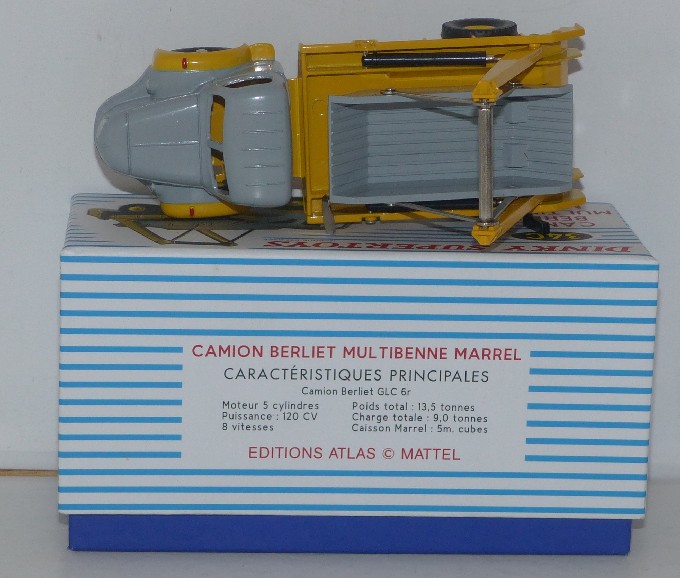 CAMION BERLIET MULTIBENNE MARREL
CARACTÉRISTIQUES PRINCIPALES
Camion Berliet GLC 6r
Moteur 5 cylindres Poids total : 13,5 tonnes
Puissance : 120 CV Charge totale : 9,0 tonnes
8 vitesses Caisson Marrel : 5m. cubes
EDITIONS ATLAS © MATTEL
DINKY SUPERTOYS